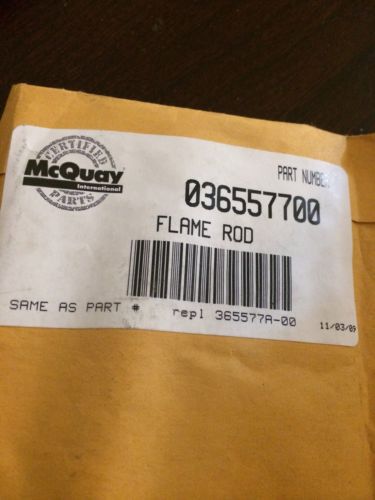 CERTIFIED
McQuay
International
PARTS
PART NUMBER
036557700
FLAME ROD
SAME AS PART # repl 365577A-00
11/03/09